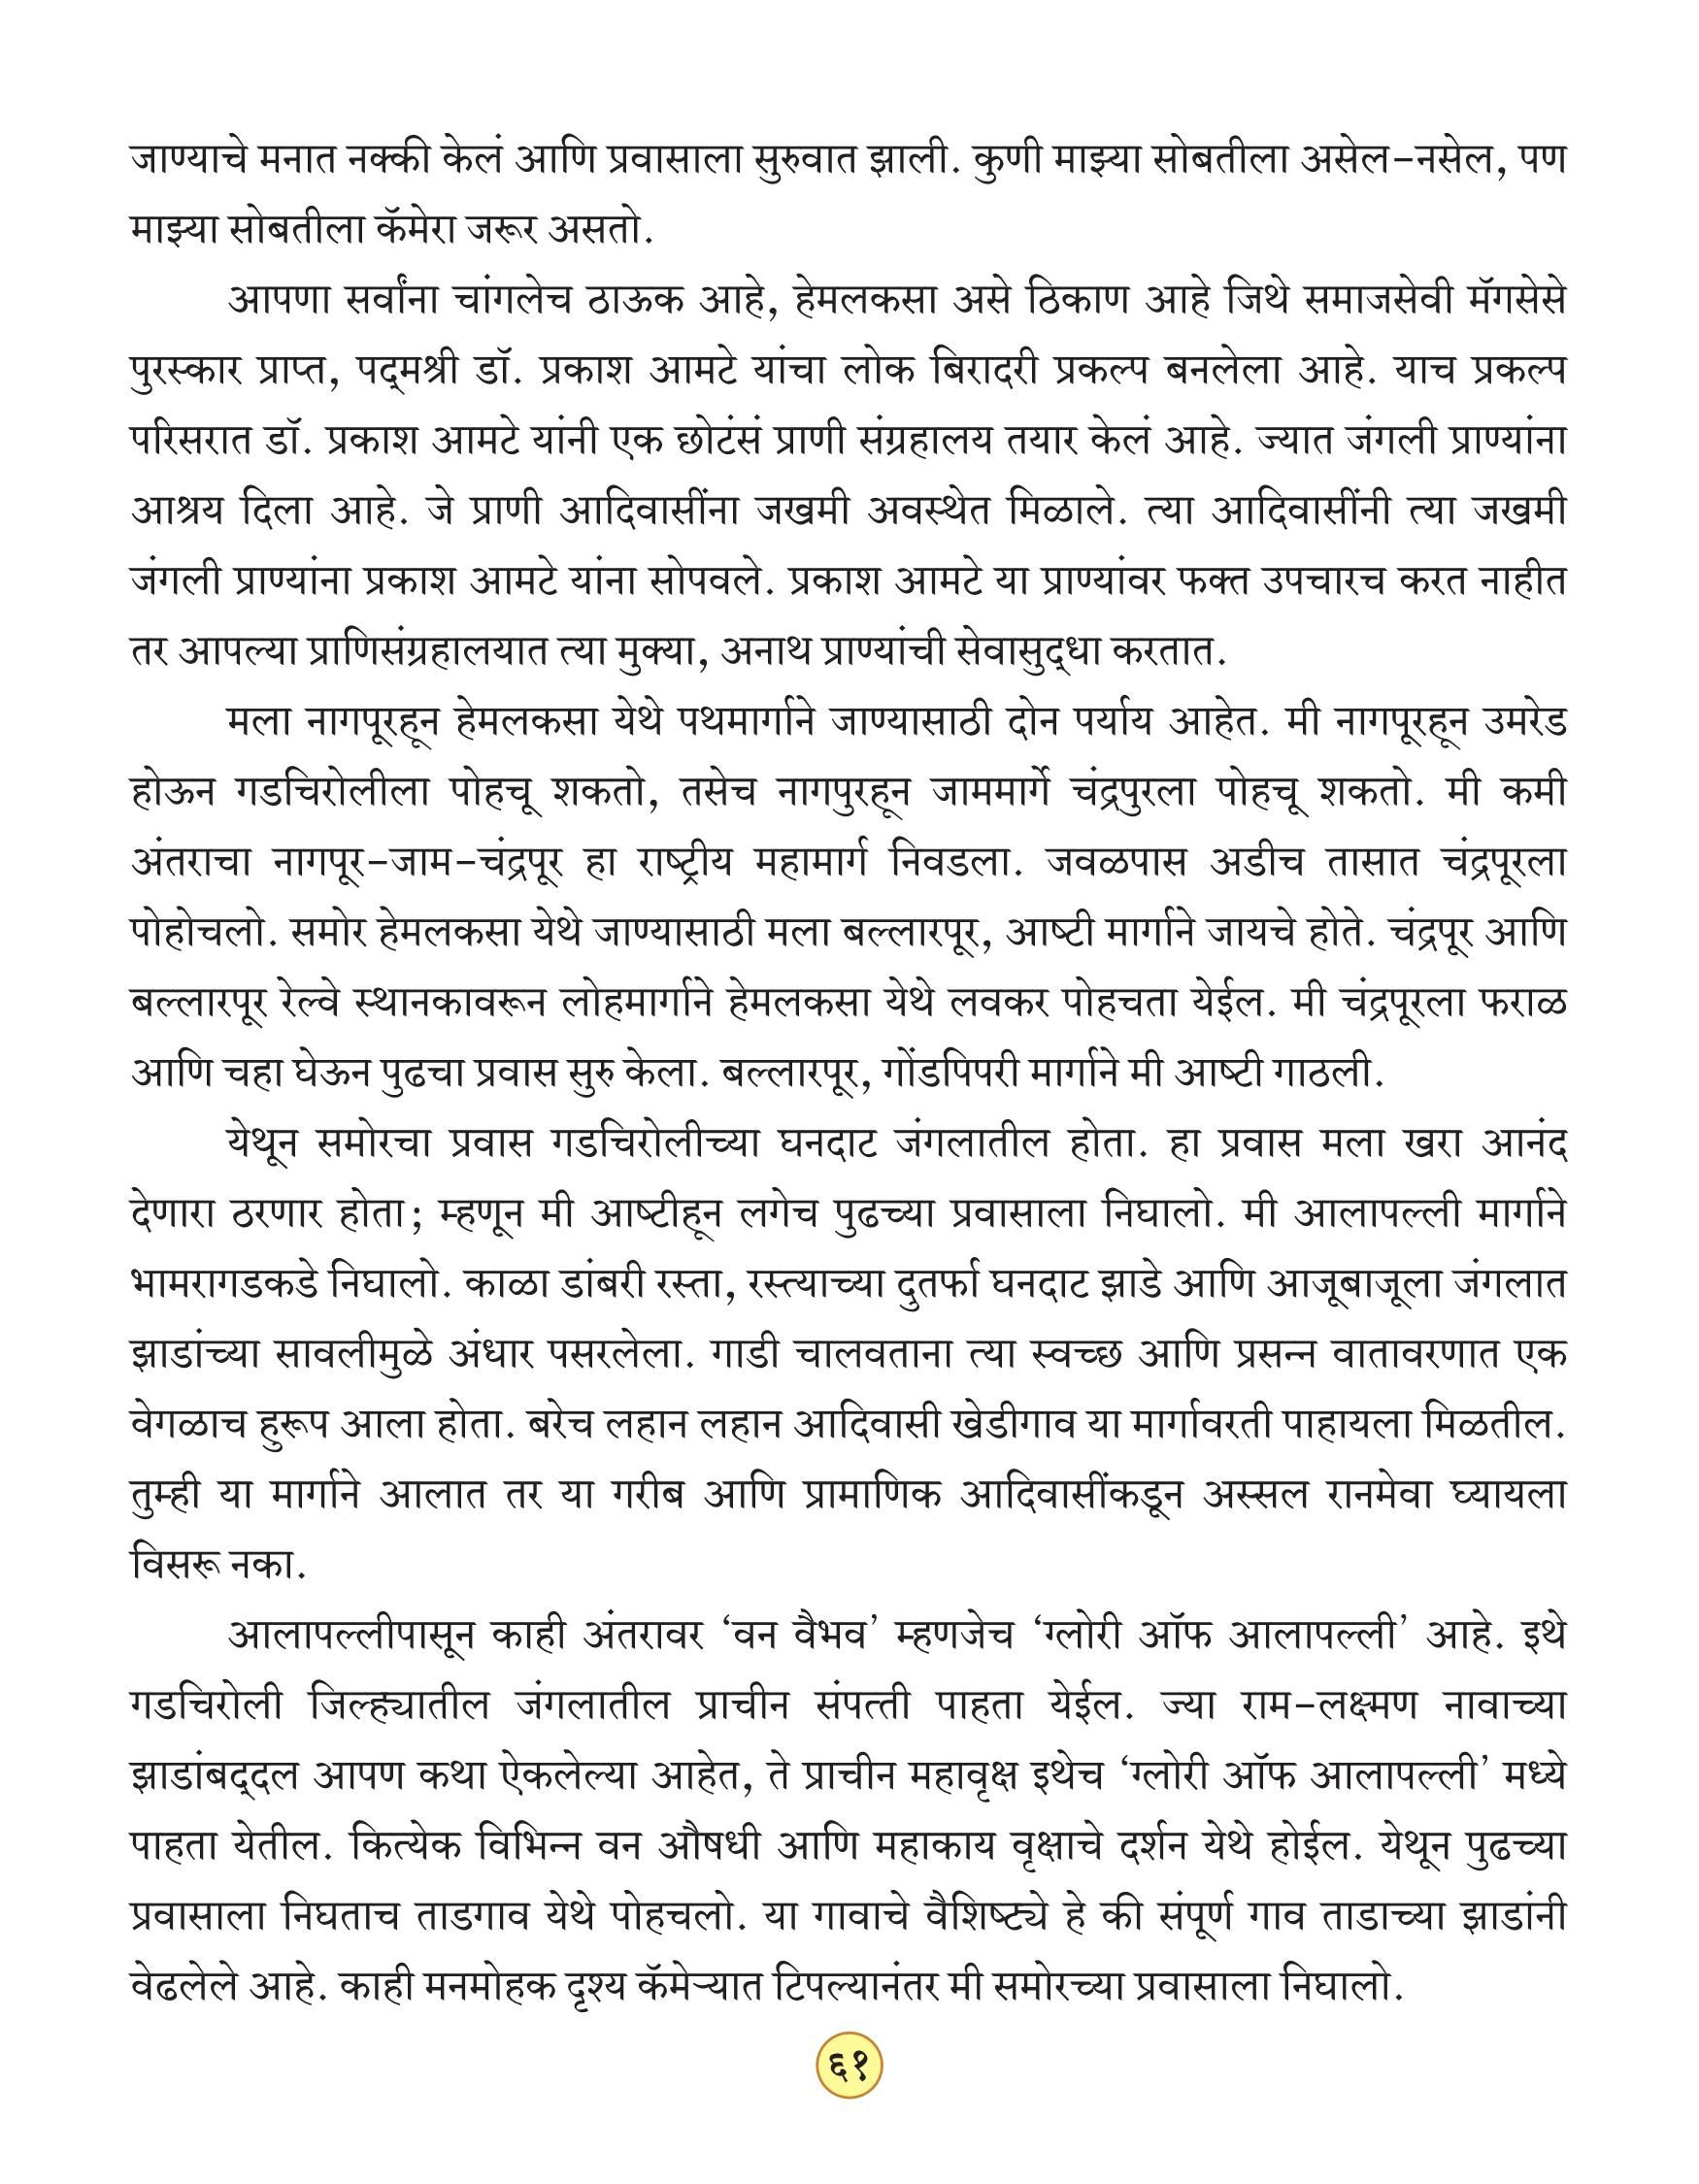 जाण्याचे मनात नक्की केलं आणि प्रवासाला सुरुवात झाली. कुणी माझ्या सोबतीला असेल-नसेल, पण
माझ्या सोबतीला कॅमेरा जरूर असतो.
आपणा सर्वांना चांगलेच ठाऊक आहे, हेमलकसा असे ठिकाण आहे जिथे समाजसेवी मॅगसेसे
पुरस्कार प्राप्त, पद्‌मश्री डॉ. प्रकाश आमटे यांचा लोक बिरादरी प्रकल्प बनलेला आहे. याच प्रकल्प
परिसरात डॉ. प्रकाश आमटे यांनी एक छोटंसं प्राणी संग्रहालय तयार केलं आहे. ज्यात जंगली प्राण्यांना
आश्रय दिला आहे. जे प्राणी आदिवासींना जखमी अवस्थेत मिळाले. त्या आदिवासींनी त्या जखमी
जंगली प्राण्यांना प्रकाश आमटे यांना सोपवले. प्रकाश आमटे या प्राण्यांवर फक्त उपचारच करत नाहीत
तर आपल्या प्राणिसंग्रहालयात त्या मुक्या, अनाथ प्राण्यांची सेवासुद्‌धा करतात.
मला नागपूरहून हेमलकसा येथे पथमार्गाने जाण्यासाठी दोन पर्याय आहेत. मी नागपूरहून उमरेड
होऊन गडचिरोलीला पोहचू शकतो, तसेच नागपुरहून जाममार्गे चंद्रपुरला पोहचू शकतो. मी कमी
अंतराचा नागपूर-जाम-चंद्रपूर हा राष्ट्रीय महामार्ग निवडला. जवळपास अडीच तासात चंद्रपूरला
पोहोचलो. समोर हेमलकसा येथे जाण्यासाठी मला बल्लारपूर, आष्टी मार्गाने जायचे होते. चंद्रपूर आणि
बल्लारपूर रेल्वे स्थानकावरून लोहमार्गाने हेमलकसा येथे लवकर पोहचता येईल. मी चंद्रपूरला फराळ
आणि चहा घेऊन पुढचा प्रवास सुरु केला. बल्लारपूर, गोंडपिपरी मार्गाने मी आष्टी गाठली.
येथून समोरचा प्रवास गडचिरोलीच्या घनदाट जंगलातील होता. हा प्रवास मला खरा आनंद
देणारा ठरणार होता; म्हणून मी आष्टीहून लगेच पुढच्या प्रवासाला निघालो. मी आलापल्ली मार्गाने
भामरागडकडे निघालो. काळा डांबरी रस्ता, रस्त्याच्या दुतर्फा घनदाट झाडे आणि आजूबाजूला जंगलात
झाडांच्या सावलीमुळे अंधार पसरलेला. गाडी चालवताना त्या स्वच्छ आणि प्रसन्न वातावरणात एक
वेगळाच हुरूप आला होता. बरेच लहान लहान आदिवासी खेडीगाव या मार्गावरती पाहायला मिळतील.
तुम्ही या मार्गाने आलात तर या गरीब आणि प्रामाणिक आदिवासींकडून अस्सल रानमेवा घ्यायला
विसरू नका.
आलापल्लीपासून काही अंतरावर ‘वन वैभव’ म्हणजेच ‘ग्लोरी ऑफ आलापल्ली’ आहे. इथे
गडचिरोली जिल्ह्यातील जंगलातील प्राचीन संपत्ती पाहता येईल. ज्या राम-लक्ष्मण नावाच्या
झाडांबद्‌दल आपण कथा ऐकलेल्या आहेत, ते प्राचीन महावृक्ष इथेच ‘ग्लोरी ऑफ आलापल्ली’ मध्ये
पाहता येतील. कित्येक विभिन्न वन औषधी आणि महाकाय वृक्षाचे दर्शन येथे होईल. येथून पुढच्या
प्रवासाला निघताच ताडगाव येथे पोहचलो. या गावाचे वैशिष्ट्ये हे की संपूर्ण गाव ताडाच्या झाडांनी
वेढलेले आहे. काही मनमोहक दृश्य कॅमेऱ्यात टिपल्यानंतर मी समोरच्या प्रवासाला निघालो.
६१